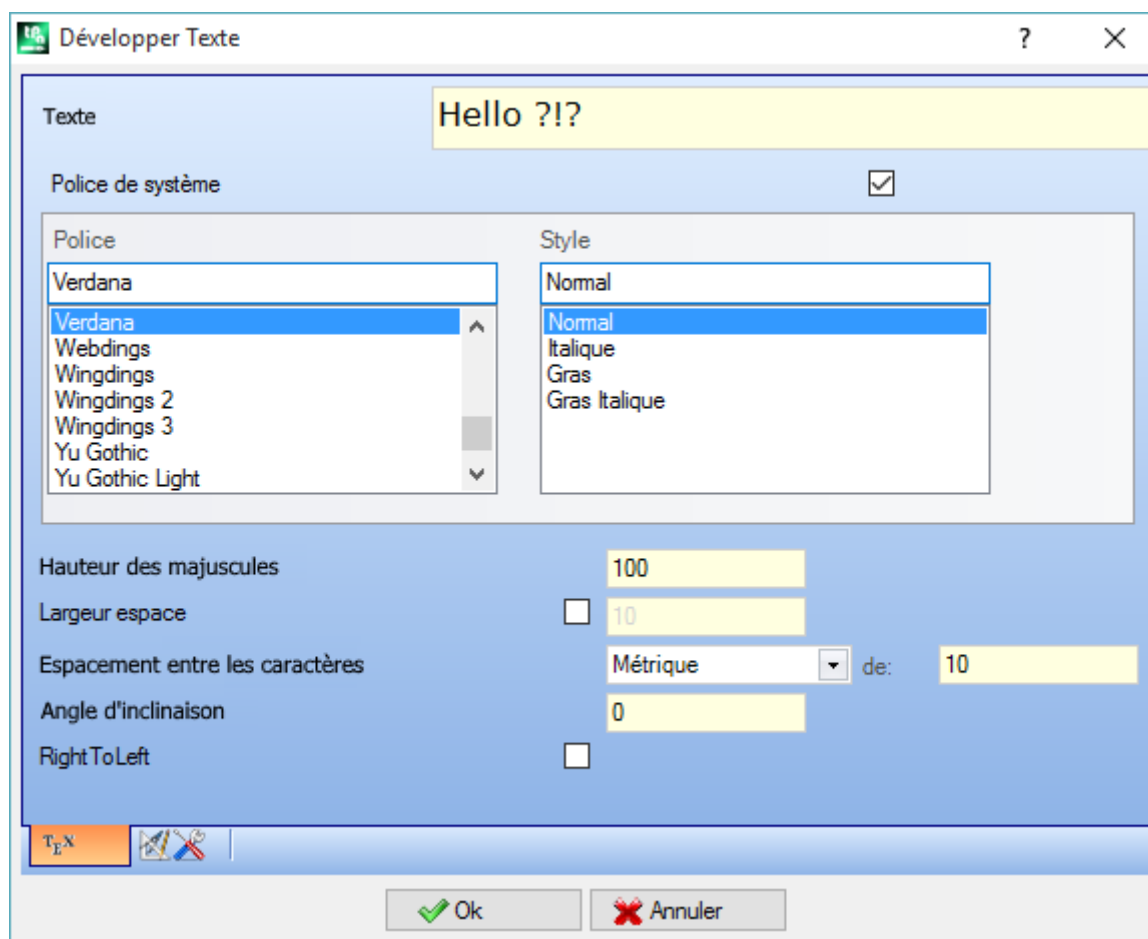 Développer Texte
Texte Hello ?!?
Police de système
Police Style
Verdana Normal
Verdana Normal
Webdings Italique
Wingdings Gras
Wingdings 2 Gras Italique
Wingdings 3
Yu Gothic
Yu Gothic Light
Hauteur des majuscules 100
Largeur espace 10
Espacement entre les caractères Métrique de: 10
Angle d'inclinaison 0
RightToLeft
TEX
Ok Annuler